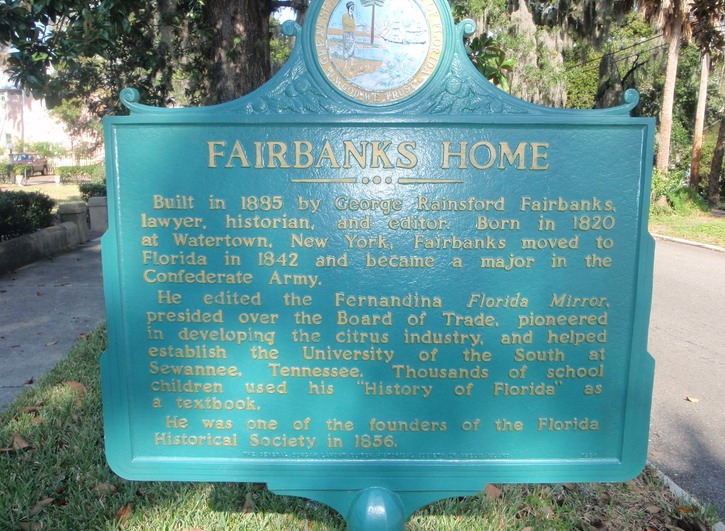 IN GOD WE TRUST
FAIRBANKS HOME
Built in 1885 by George Rainsford Fairbanks,
lawyer, historian, and editor. Born in 1820
at Watertown, New York, Fairbanks moved to
Florida in 1842 and became a major in the
Confederate Army.
He edited the Fernandina Florida Mirror,
presided over the Board of Trade, pioneered
in developing the citrus industry, and helped
establish the University of the South at
Sewannee, Tennessee. Thousands of school
children used his "History of Florida" as
a textbook.
He was one of the founders of the Florida
Historical Society in 1856.